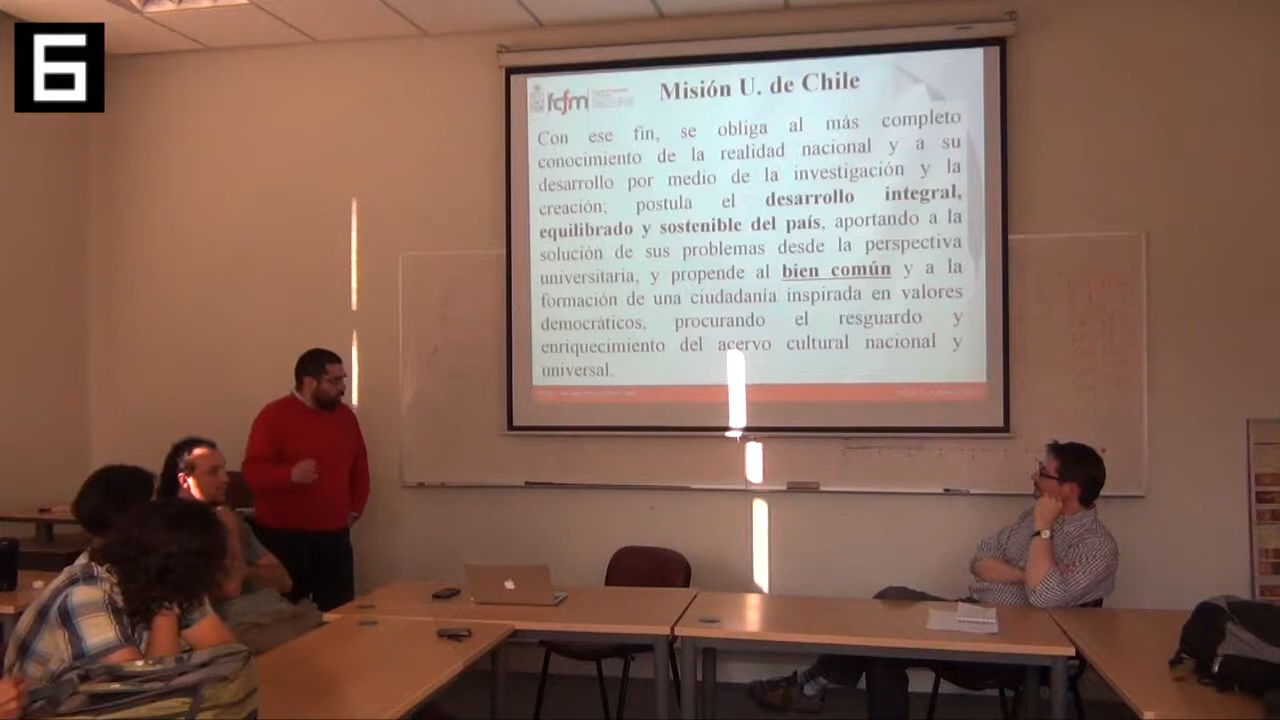 6
fcfm
Misión U. de Chile
Con ese fin, se obliga al más completo
conocimiento de la realidad nacional y a su
desarrollo por medio de la investigación y la
creación; postula el desarrollo integral,
equilibrado y sostenible del país, aportando a la
solución de sus problemas desde la perspectiva
universitaria, y propende al bien común y a la
formación de una ciudadanía inspirada en valores
democráticos, procurando el resguardo y
enriquecimiento del acervo cultural nacional y
universal.